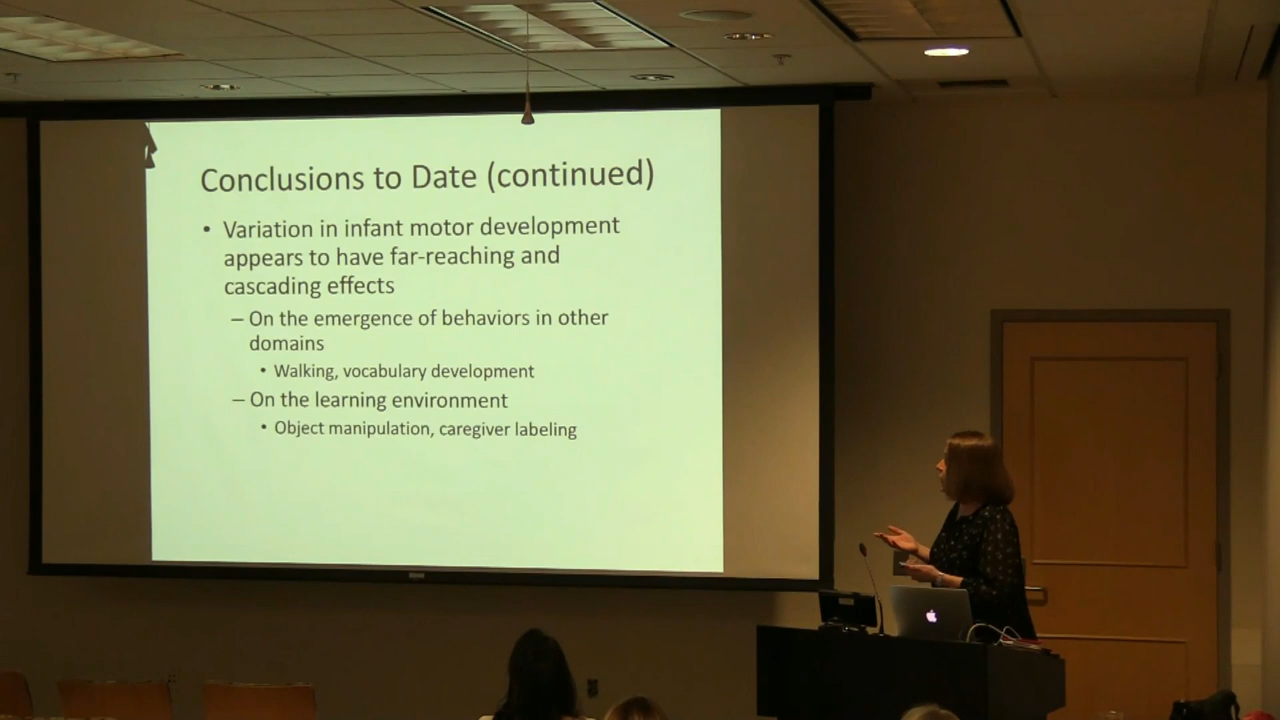 Conclusions to Date (continued)
• Variation in infant motor development
appears to have far-reaching and
cascading effects
– On the emergence of behaviors in other
domains
• Walking, vocabulary development
– On the learning environment
• Object manipulation, caregiver labeling